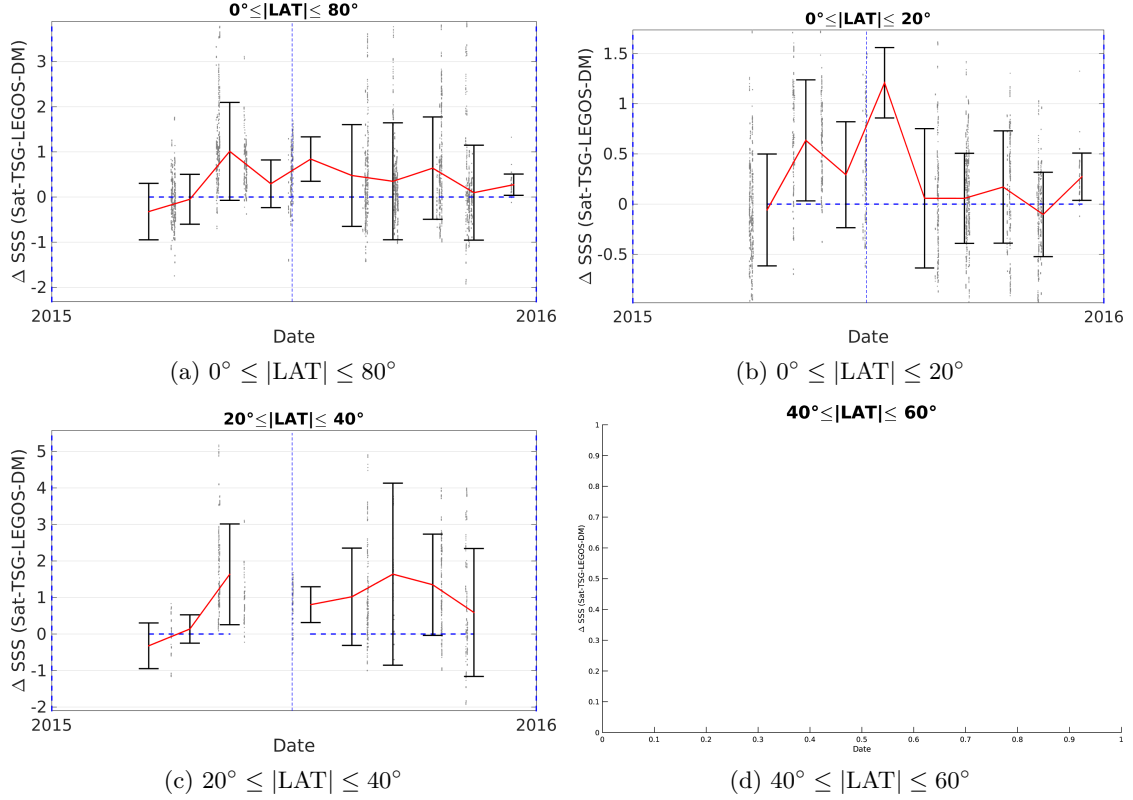 0°≤|LAT|≤ 80°
Δ SSS (Sat-TSG-LEGOS-DM)
3
2
1
0
-1
-2
2015
2016
Date
(a) 0° ≤ |LAT| ≤ 80°
0°≤|LAT|≤ 20°
Δ SSS (Sat-TSG-LEGOS-DM)
1.5
1
0.5
0
-0.5
2015
2016
Date
(b) 0° ≤ |LAT| ≤ 20°
20°≤|LAT|≤ 40°
Δ SSS (Sat-TSG-LEGOS-DM)
5
4
3
2
1
0
-1
-2
2015
2016
Date
(c) 20° ≤ |LAT| ≤ 40°
40°≤|LAT|≤ 60°
Δ SSS (Sat-TSG-LEGOS-DM)
1
0.9
0.8
0.7
0.6
0.5
0.4
0.3
0.2
0.1
0
0 0.1 0.2 0.3 0.4 0.5 0.6 0.7 0.8 0.9 1
Date
(d) 40° ≤ |LAT| ≤ 60°